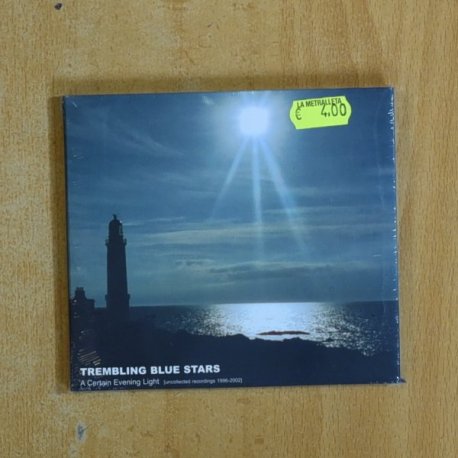 LA METRALLETA
€ 4.00
TREMBLING BLUE STARS
A Certain Evening Light [uncollected recordings 1996-2002]